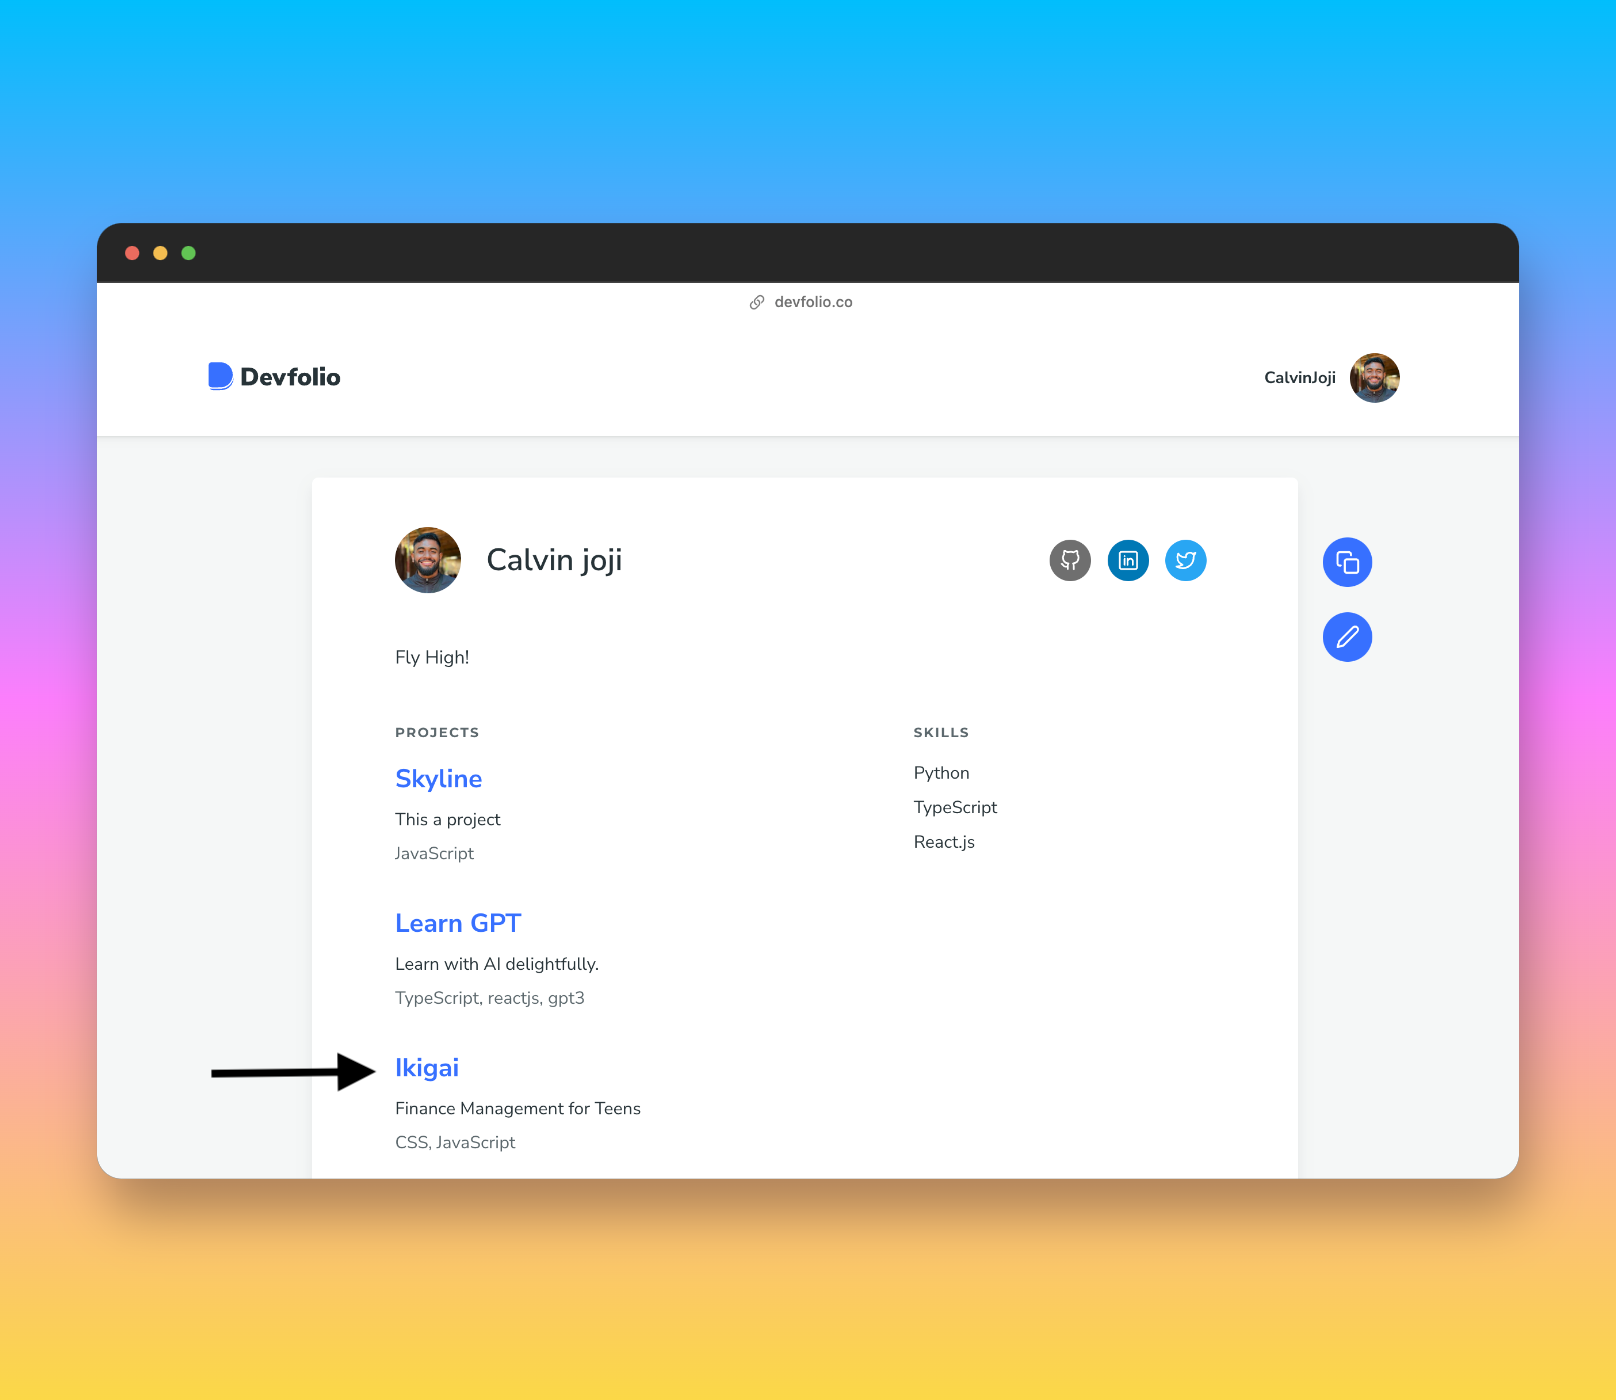 devfolio.co
Devfolio
CalvinJoji
Calvin joji
in
Fly High!
PROJECTS
Skyline
This a project
JavaScript
Learn GPT
Learn with AI delightfully.
TypeScript, reactjs, gpt3
Ikigai
Finance Management for Teens
CSS, JavaScript
SKILLS
Python
TypeScript
React.js